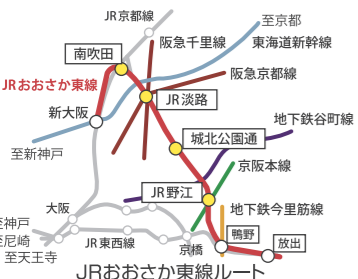 JR京都線
至京都
南吹田
阪急千里線
東海道新幹線
阪急京都線
JRおおさか東線
JR淡路
新大阪
地下鉄谷町線
城北公園通
至新神戸
京阪本線
JR野江
大阪
地下鉄今里筋線
至神戸
至尼崎
至天王寺
JR東西線
京橋
鴫野
放出
JRおおさか東線ルート